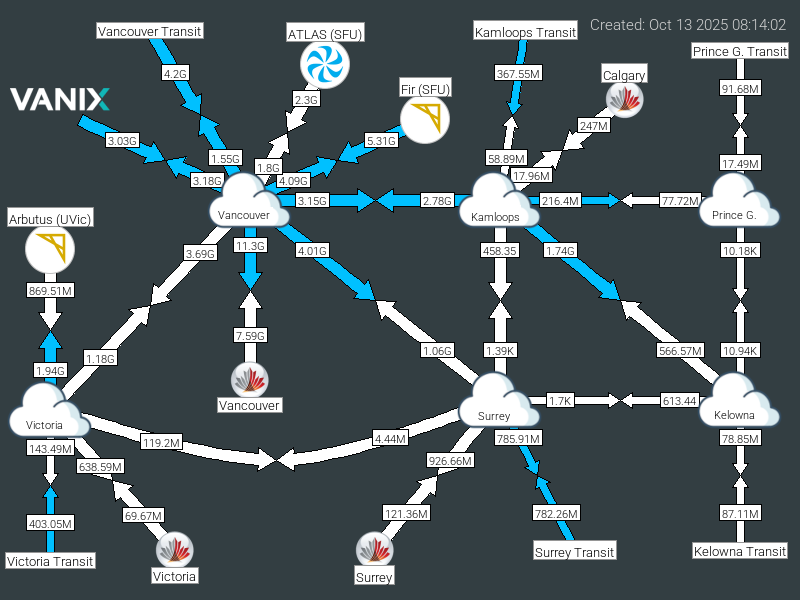 Created: Oct 13 2025 08:14:02
Vancouver Transit
ATLAS (SFU)
Kamloops Transit
Prince G. Transit
4.2G
367.55M
Calgary
Fir (SFU)
91.68M
2.3G
VANIX
247M
3.03G
5.31G
1.55G
58.89M
17.49M
1.8G
17.96M
3.18G
4.09G
3.15G
2.78G
216.4M
77.72M
Vancouver
Kamloops
Prince G.
Arbutus (UVic)
11.3G
3.69G
4.01G
458.35
1.74G
10.18K
869.51M
7.59G
1.18G
1.06G
1.39K
566.57M
10.94K
1.94G
Vancouver
1.7K
613.44
Victoria
Surrey
Kelowna
143.49M
119.2M
4.44M
785.91M
78.85M
638.59M
926.66M
403.05M
69.67M
121.36M
782.26M
87.11M
Victoria Transit
Victoria
Surrey
Surrey Transit
Kelowna Transit